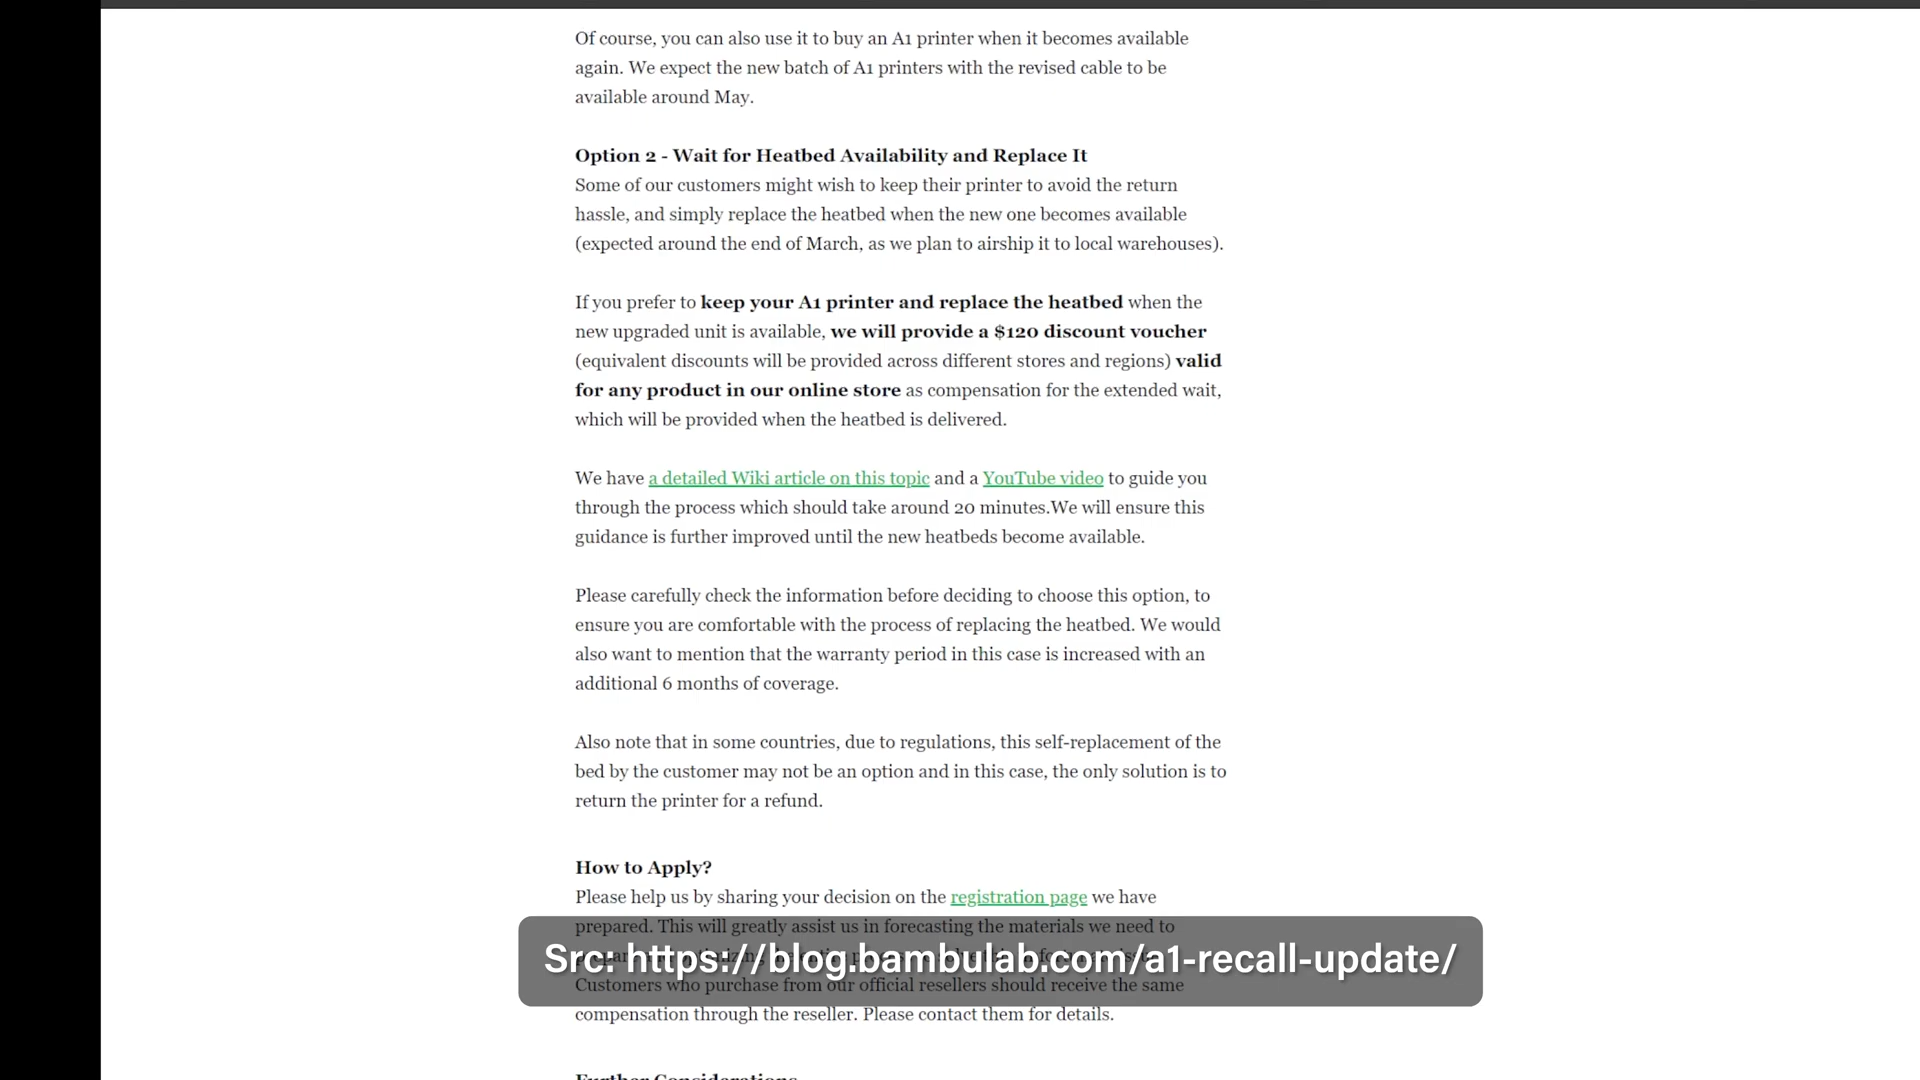 Of course, you can also use it to buy an A1 printer when it becomes available
again. We expect the new batch of A1 printers with the revised cable to be
available around May.
Option 2 - Wait for Heatbed Availability and Replace It
Some of our customers might wish to keep their printer to avoid the return
hassle, and simply replace the heatbed when the new one becomes available
(expected around the end of March, as we plan to airship it to local warehouses).
If you prefer to keep your A1 printer and replace the heatbed when the
new upgraded unit is available, we will provide a $120 discount voucher
(equivalent discounts will be provided across different stores and regions) valid
for any product in our online store as compensation for the extended wait,
which will be provided when the heatbed is delivered.
We have a detailed Wiki article on this topic and a YouTube video to guide you
through the process which should take around 20 minutes.We will ensure this
guidance is further improved until the new heatbeds become available.
Please carefully check the information before deciding to choose this option, to
ensure you are comfortable with the process of replacing the heatbed. We would
also want to mention that the warranty period in this case is increased with an
additional 6 months of coverage.
Also note that in some countries, due to regulations, this self-replacement of the
bed by the customer may not be an option and in this case, the only solution is to
return the printer for a refund.
How to Apply?
Please help us by sharing your decision on the registration page we have
prepared. This will greatly assist us in forecasting the materials we need to
Src: https://blog.bambulab.com/a1-recall-update/
Customers who purchase from our official resellers should receive the same
compensation through the reseller. Please contact them for details.
Further Considerations